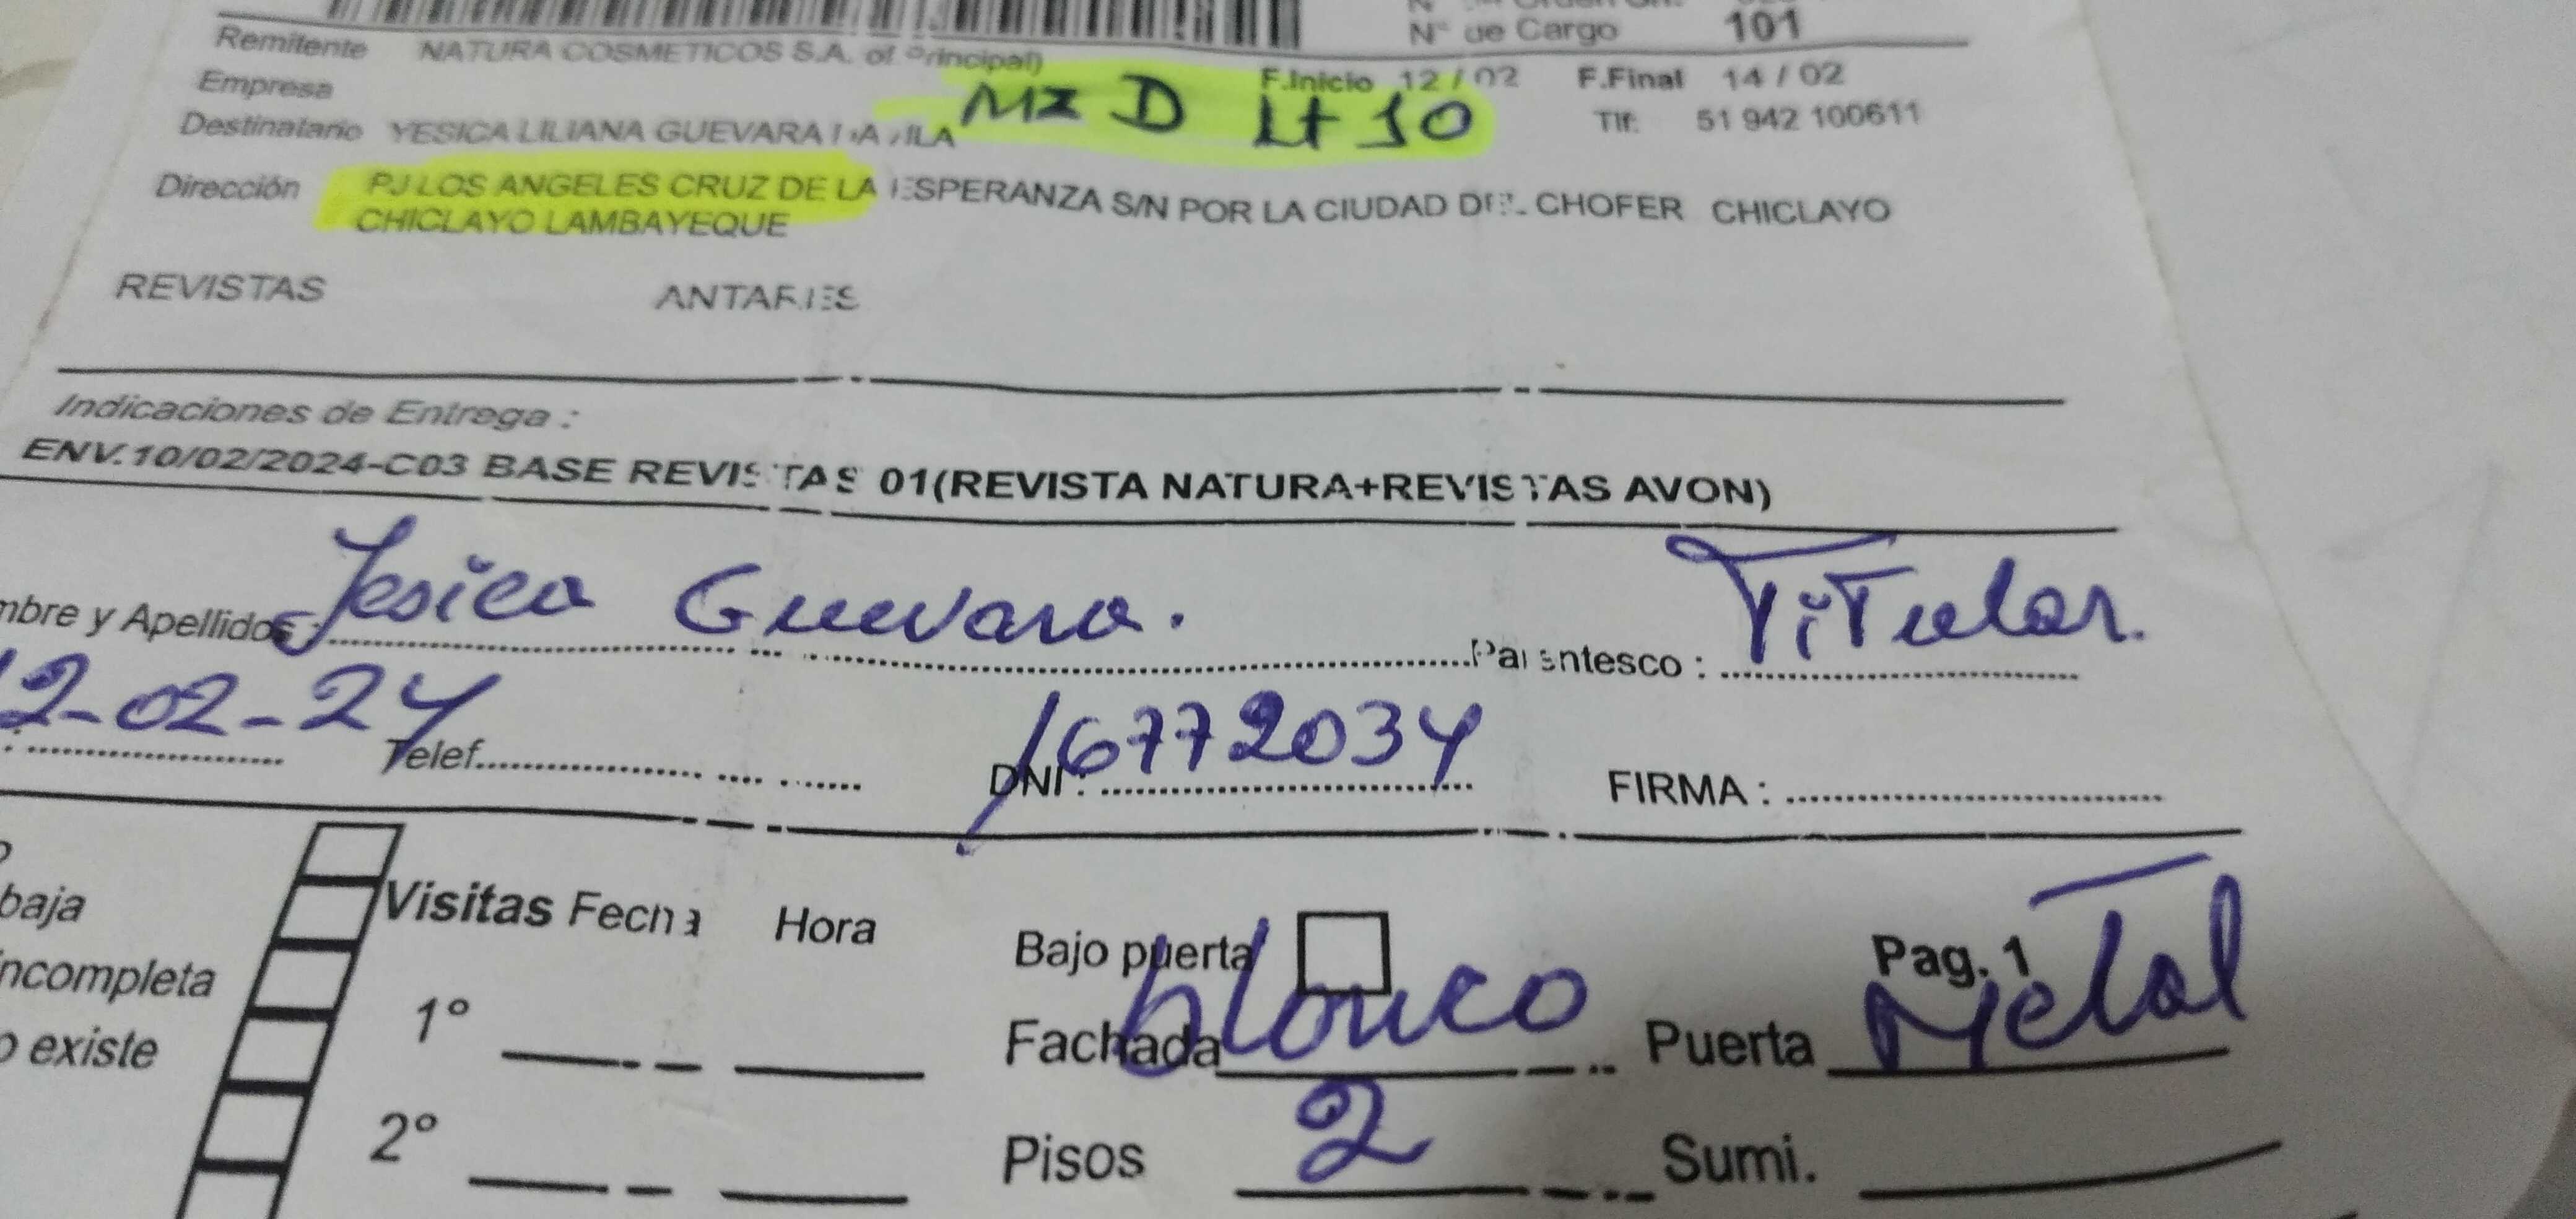 N° de Cargo 101
Remitente NATURA COSMETICOS S.A. of. Principal)
Empresa F.Inicio 12 / 02 F.Final 14 / 02
MZ D Lt 10
Destinatario YESICA LILIANA GUEVARA Tlf: 51 942 100611
Dirección PJ LOS ANGELES CRUZ DE LA ESPERANZA S/N POR LA CIUDAD DEL CHOFER CHICLAYO
CHICLAYO LAMBAYEQUE
REVISTAS ANTARES
Indicaciones de Entrega :
ENV.10/02/2024-C03 BASE REVISTAS 01(REVISTA NATURA+REVISTAS AVON)
mbre y Apellidos : Yesica Guevara. Parentesco : Titular.
12-02-24 Telef. DNI : 16772034 FIRMA :
baja
incompleta
o existe
Visitas Fecha Hora Bajo puerta Pag. 1
1° Fachada blanco Puerta Metal
2° Pisos 2 Sumi.